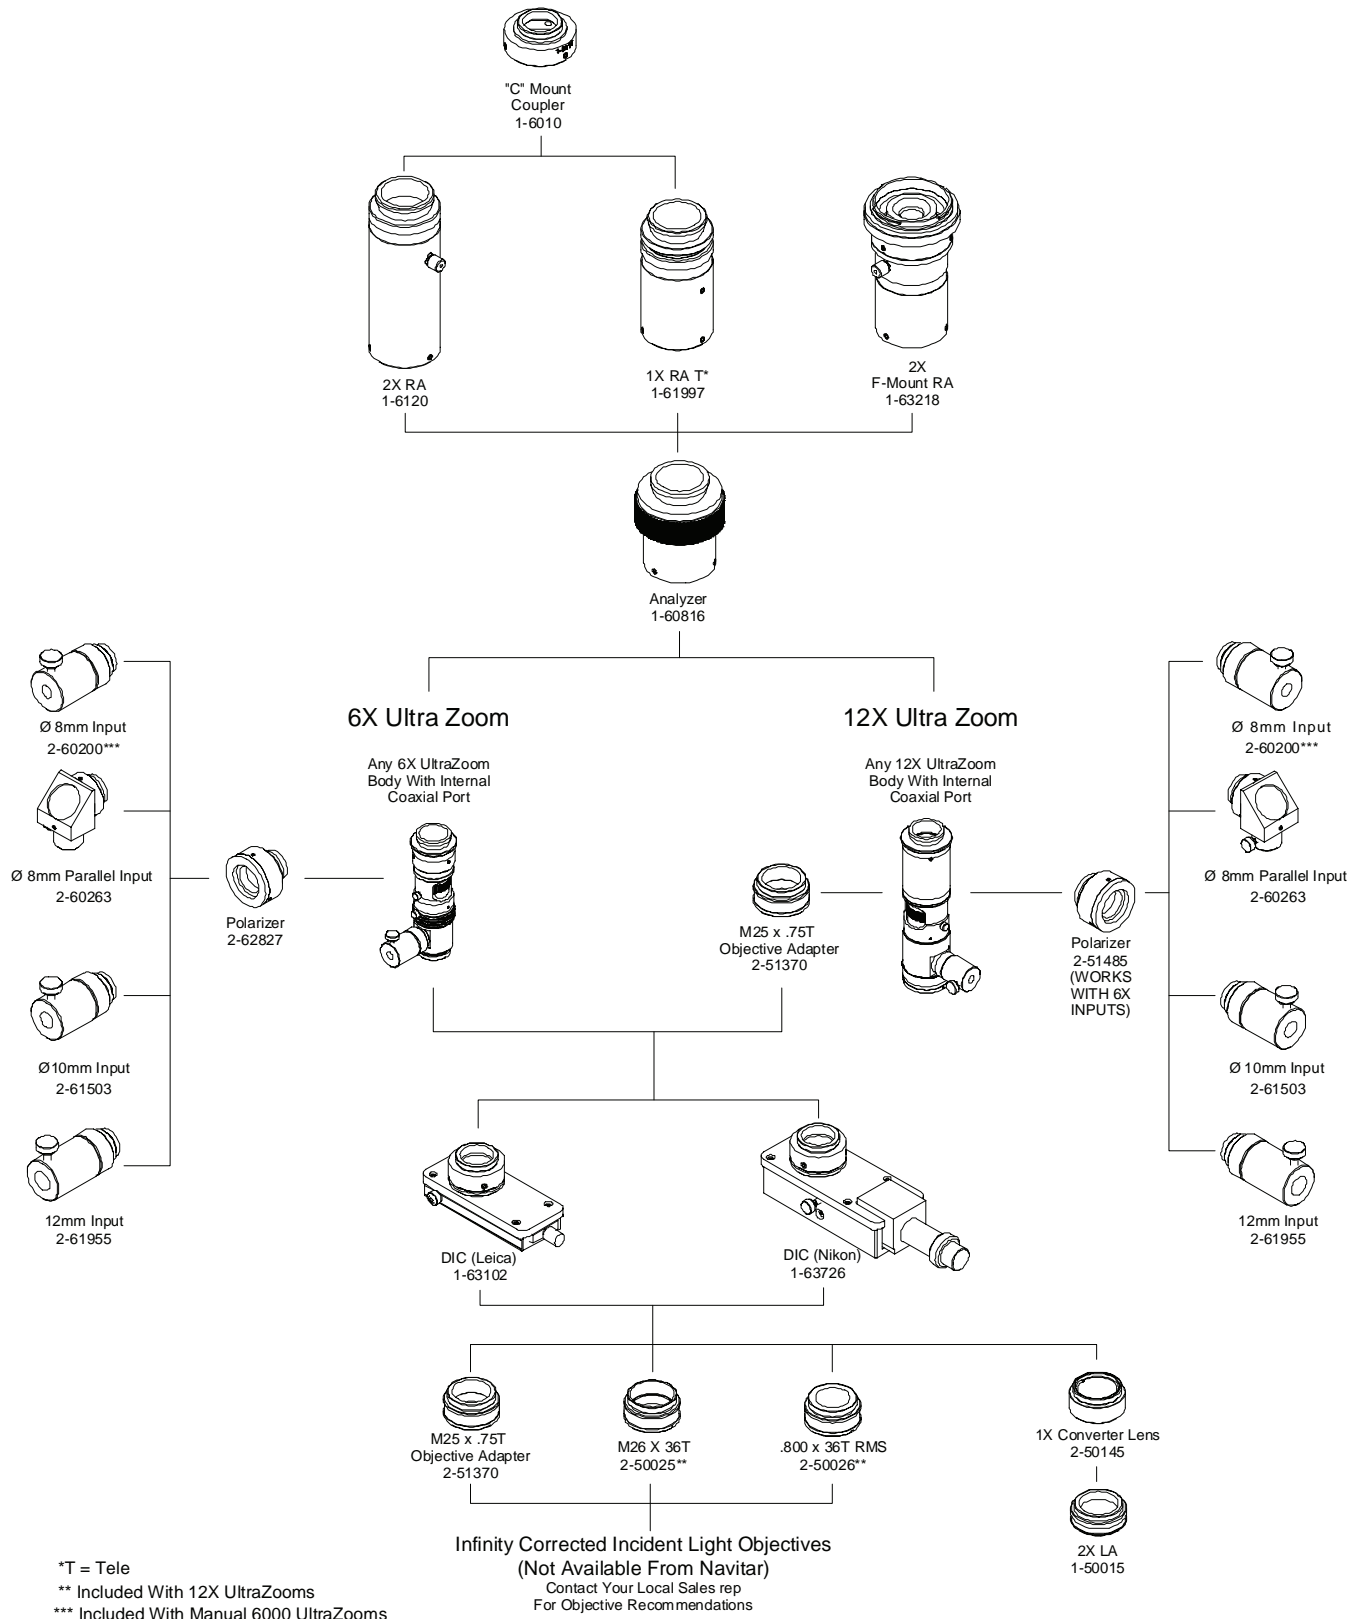 "C" Mount
Coupler
1-6010
2X RA
1-6120
1X RA T*
1-61997
2X
F-Mount RA
1-63218
Analyzer
1-60816
6X Ultra Zoom
Any 6X UltraZoom
Body With Internal
Coaxial Port
12X Ultra Zoom
Any 12X UltraZoom
Body With Internal
Coaxial Port
Ø 8mm Input
2-60200***
Ø 8mm Parallel Input
2-60263
Ø10mm Input
2-61503
12mm Input
2-61955
Polarizer
2-62827
M25 x .75T
Objective Adapter
2-51370
Polarizer
2-51485
(WORKS
WITH 6X
INPUTS)
Ø 8mm Input
2-60200***
Ø 8mm Parallel Input
2-60263
Ø 10mm Input
2-61503
12mm Input
2-61955
DIC (Leica)
1-63102
DIC (Nikon)
1-63726
M25 x .75T
Objective Adapter
2-51370
M26 X 36T
2-50025**
.800 x 36T RMS
2-50026**
1X Converter Lens
2-50145
2X LA
1-50015
Infinity Corrected Incident Light Objectives
(Not Available From Navitar)
Contact Your Local Sales rep
For Objective Recommendations
*T = Tele
** Included With 12X UltraZooms
*** Included With Manual 6000 UltraZooms